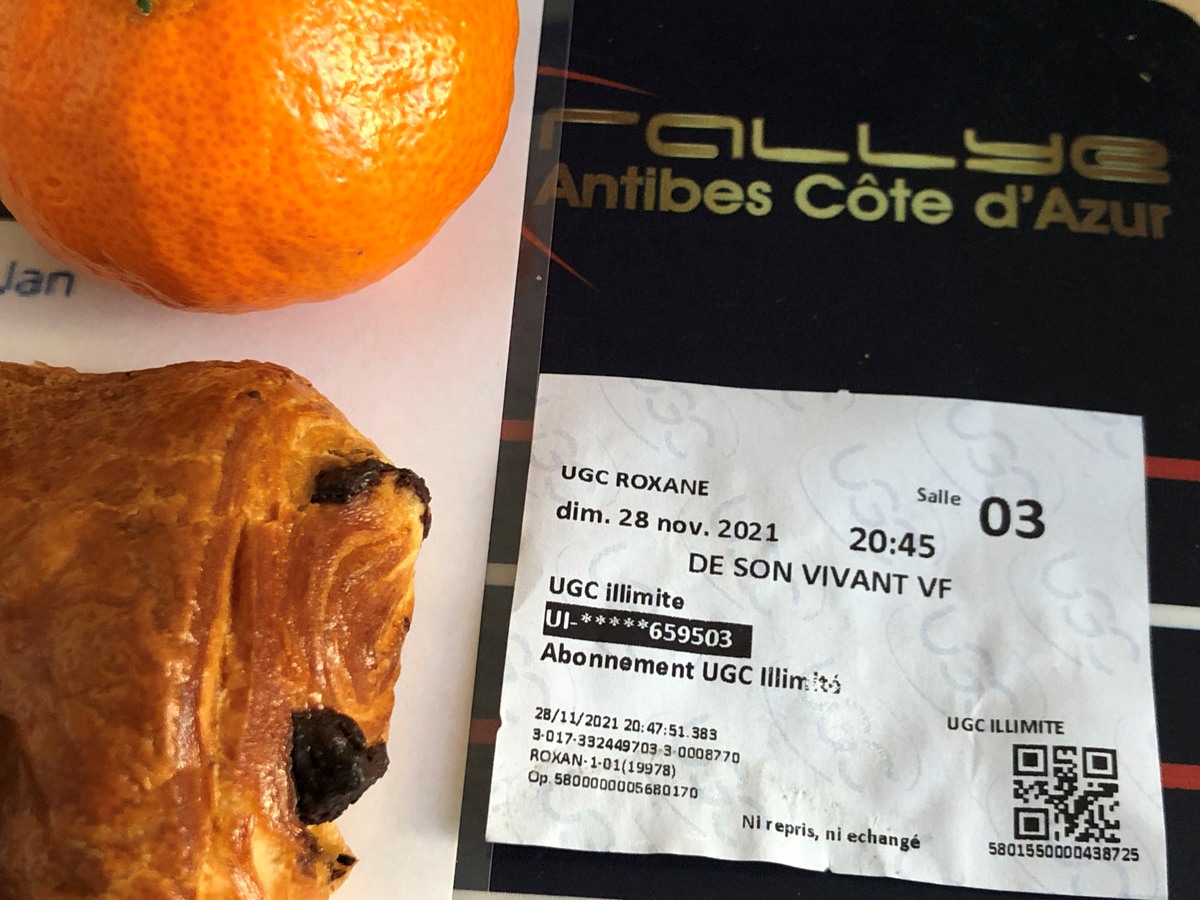 Jan
rallye
Antibes Côte d'Azur
UGC ROXANE
Salle 03
dim. 28 nov. 2021 20:45
DE SON VIVANT VF
UGC illimite
UI-*****659503
Abonnement UGC Illimité
28/11/2021 20:47:51.383
3-017-332449703-3-0008770
ROXAN-1-01(19978)
Op. 5800000005680170
UGC ILLIMITE
Ni repris, ni echangé
5801550000438725